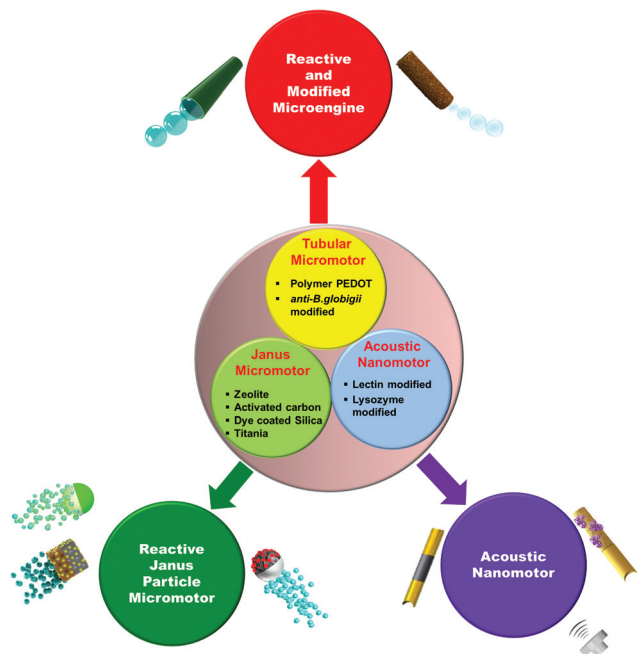 Reactive
and
Modified
Microengine
Tubular
Micromotor
▪ Polymer PEDOT
▪ anti-B.globigii
modified
Janus
Micromotor
▪ Zeolite
▪ Activated carbon
▪ Dye coated Silica
▪ Titania
Acoustic
Nanomotor
▪ Lectin modified
▪ Lysozyme
modified
Reactive
Janus
Particle
Micromotor
Acoustic
Nanomotor